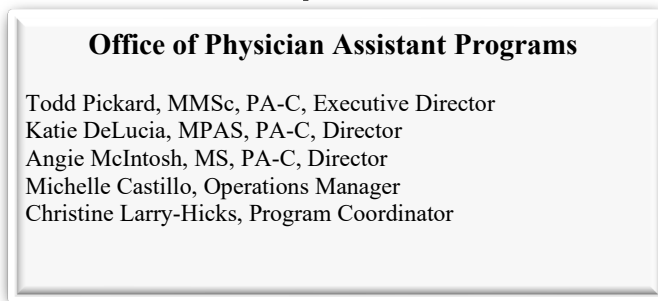 Office of Physician Assistant Programs
Todd Pickard, MMSc, PA-C, Executive Director
Katie DeLucia, MPAS, PA-C, Director
Angie McIntosh, MS, PA-C, Director
Michelle Castillo, Operations Manager
Christine Larry-Hicks, Program Coordinator